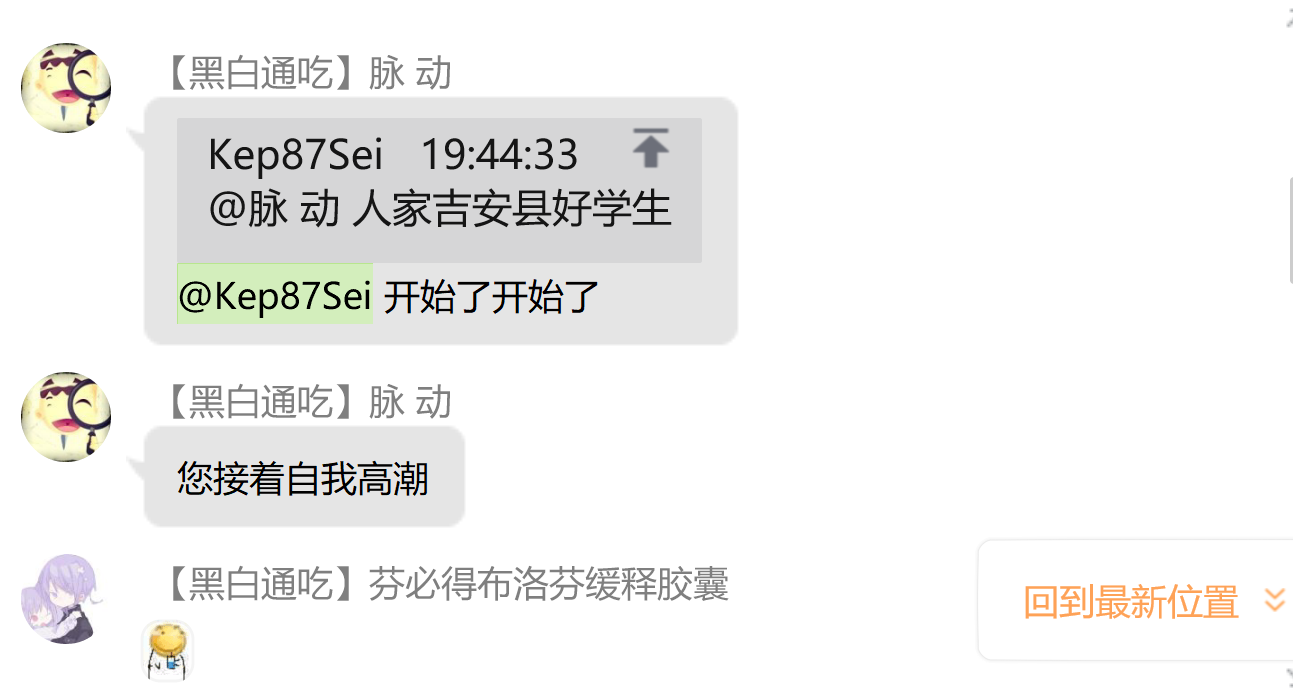 【黑白通吃】脉 动
Kep87Sei 19:44:33
@脉 动 人家吉安县好学生
@Kep87Sei 开始了开始了
【黑白通吃】脉 动
您接着自我高潮
【黑白通吃】芬必得布洛芬缓释胶囊
回到最新位置